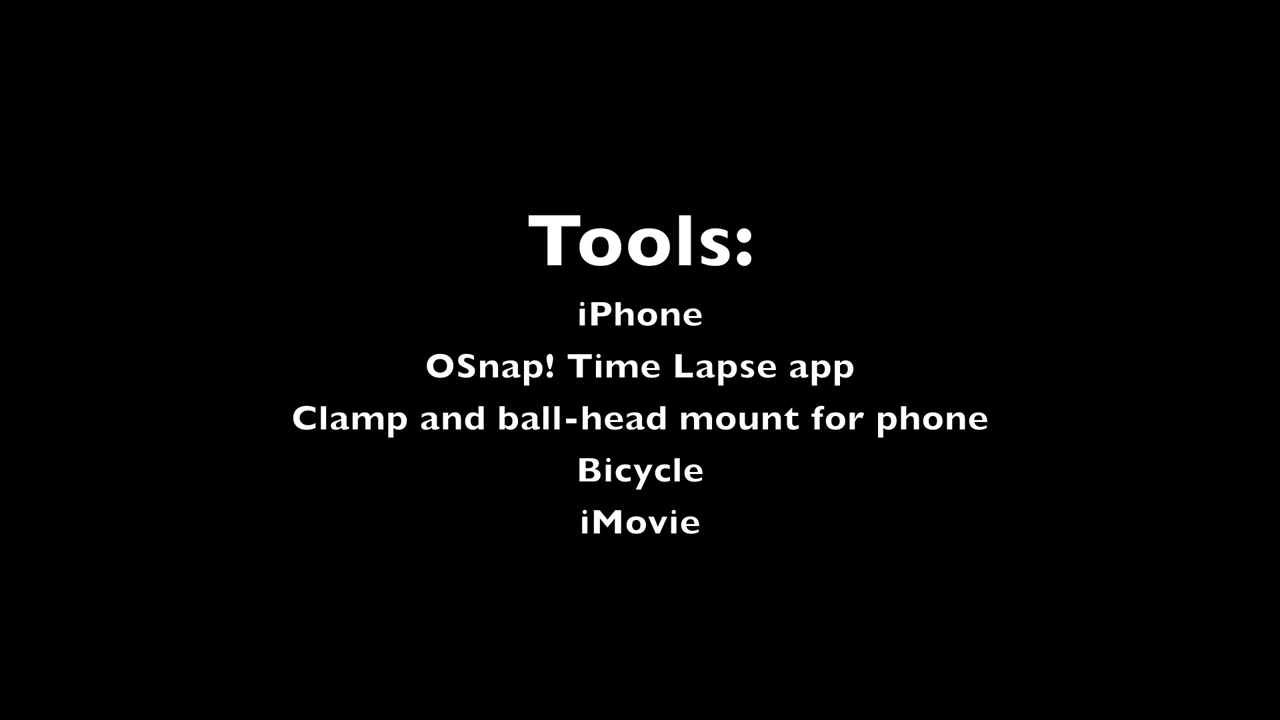 Tools:
iPhone
OSnap! Time Lapse app
Clamp and ball-head mount for phone
Bicycle
iMovie